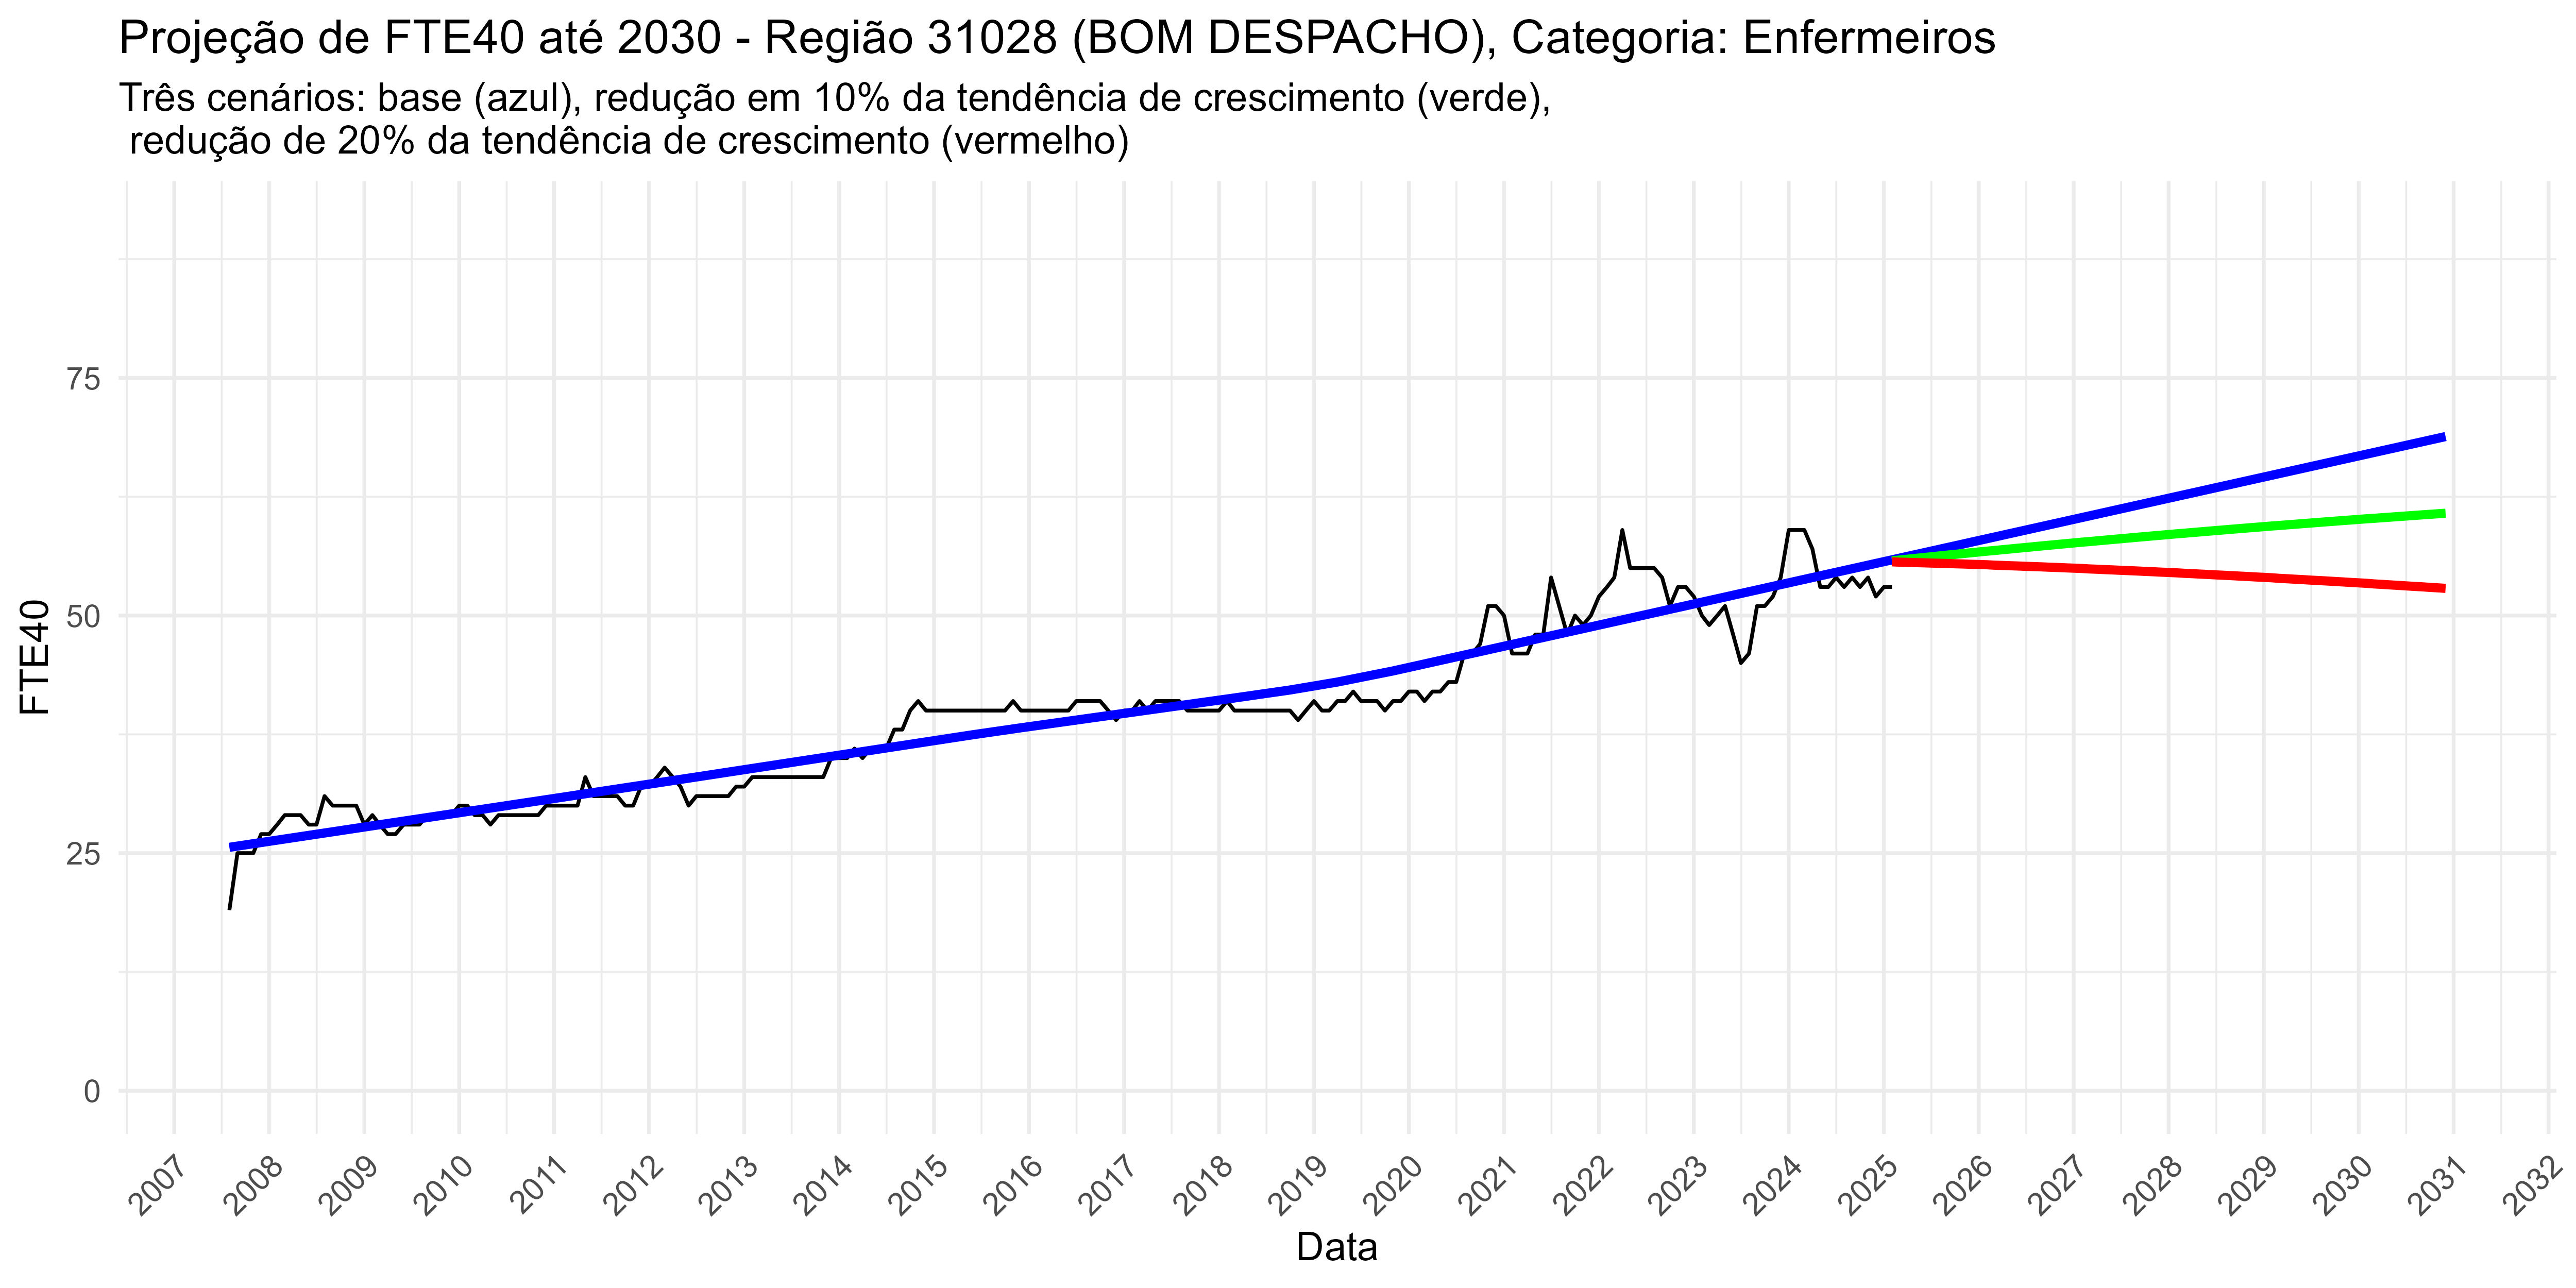 Projeção de FTE40 até 2030 - Região 31028 (BOM DESPACHO), Categoria: Enfermeiros
Três cenários: base (azul), redução em 10% da tendência de crescimento (verde),
redução de 20% da tendência de crescimento (vermelho)
FTE40
75
50
25
0
2007 2008 2009 2010 2011 2012 2013 2014 2015 2016 2017 2018 2019 2020 2021 2022 2023 2024 2025 2026 2027 2028 2029 2030 2031 2032
Data